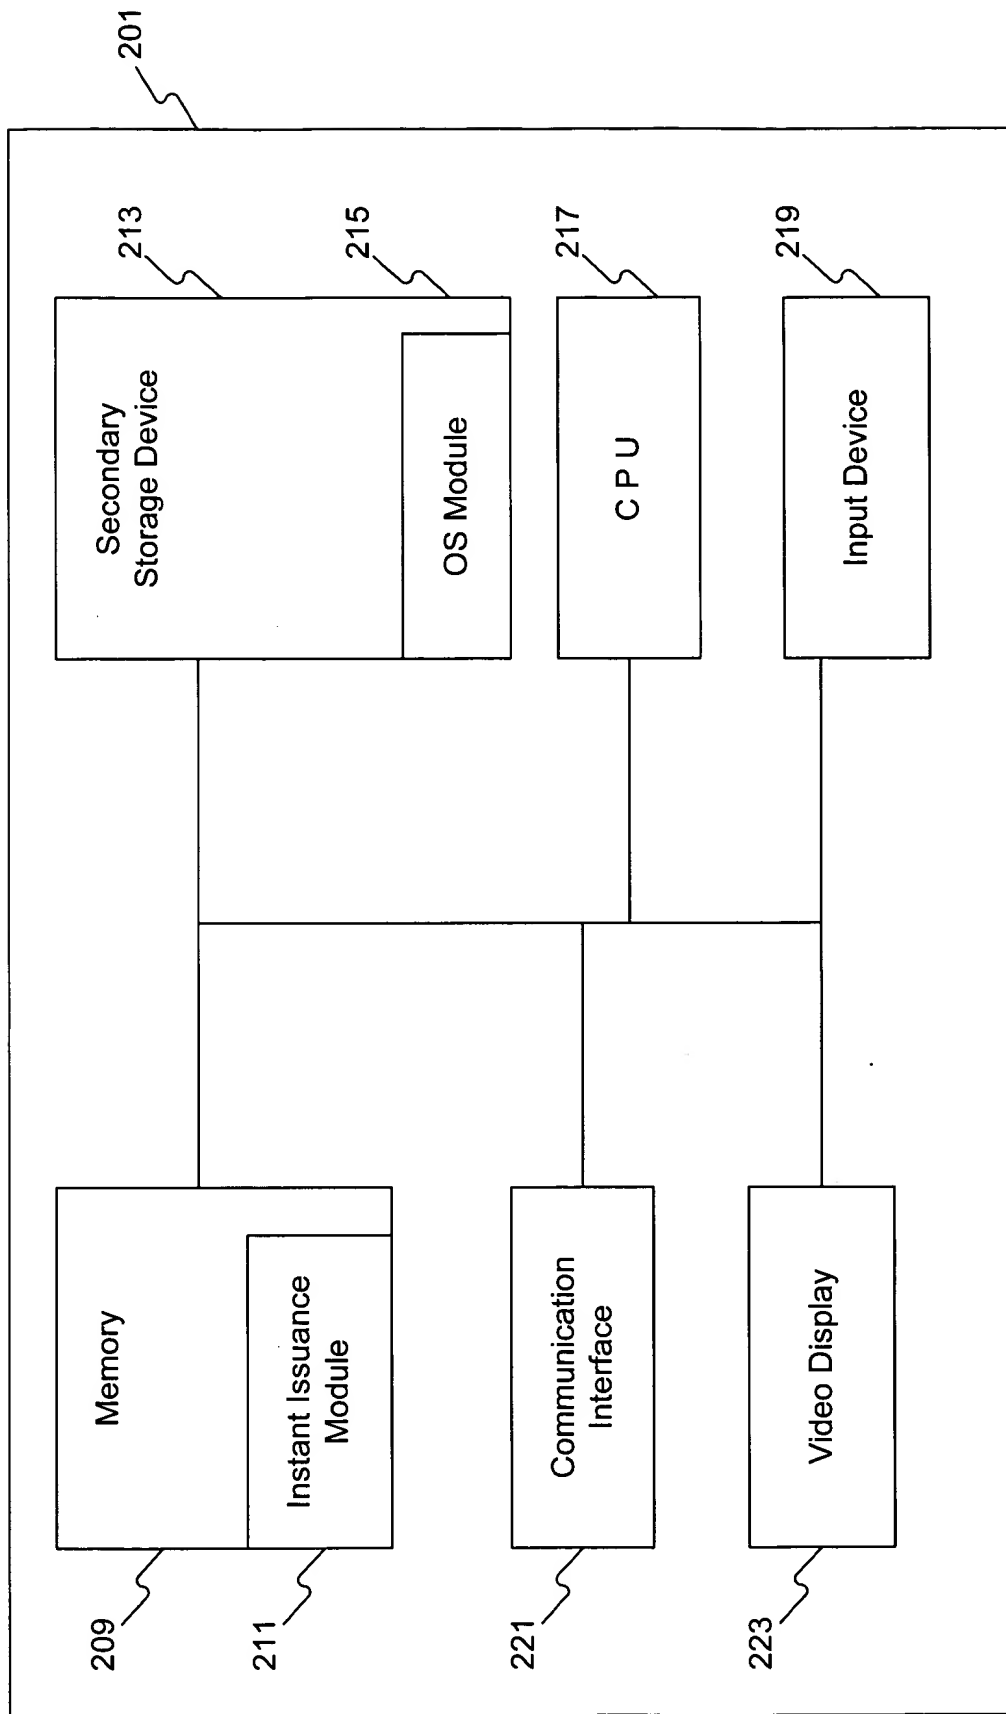 201
209
Memory
211
Instant Issuance
Module
213
Secondary
Storage Device
215
OS Module
221
Communication
Interface
217
C P U
223
Video Display
219
Input Device